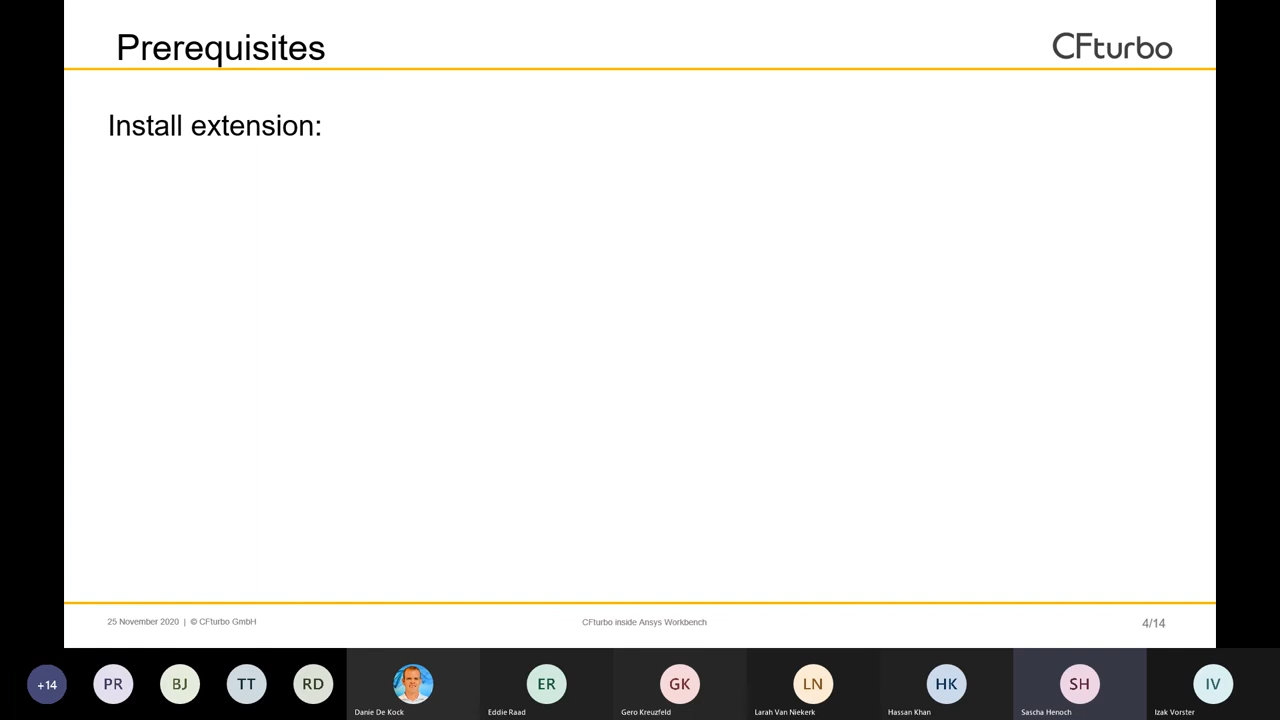 Prerequisites
CFturbo
Install extension:
25 November 2020 | © CFturbo GmbH
CFturbo inside Ansys Workbench
4/14
+14
PR
BJ
TT
RD
ER
GK
LN
HK
SH
IV
Danie De Kock
Eddie Raad
Gero Kreuzfeld
Larah Van Niekerk
Hassan Khan
Sascha Henoch
Izak Vorster